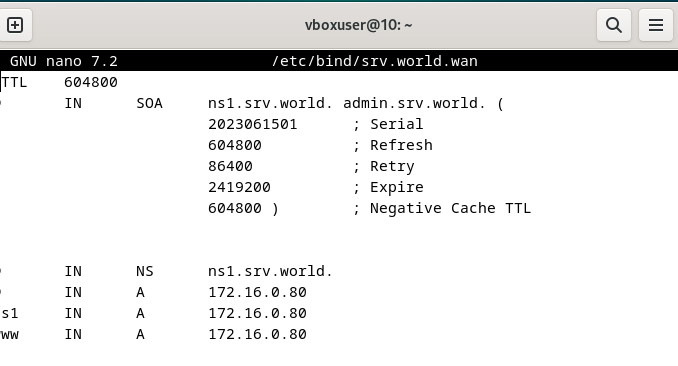 vboxuser@10: ~
GNU nano 7.2 /etc/bind/srv.world.wan
TTL 604800
IN SOA ns1.srv.world. admin.srv.world. (
2023061501 ; Serial
604800 ; Refresh
86400 ; Retry
2419200 ; Expire
604800 ) ; Negative Cache TTL
IN NS ns1.srv.world.
IN A 172.16.0.80
s1 IN A 172.16.0.80
ww IN A 172.16.0.80